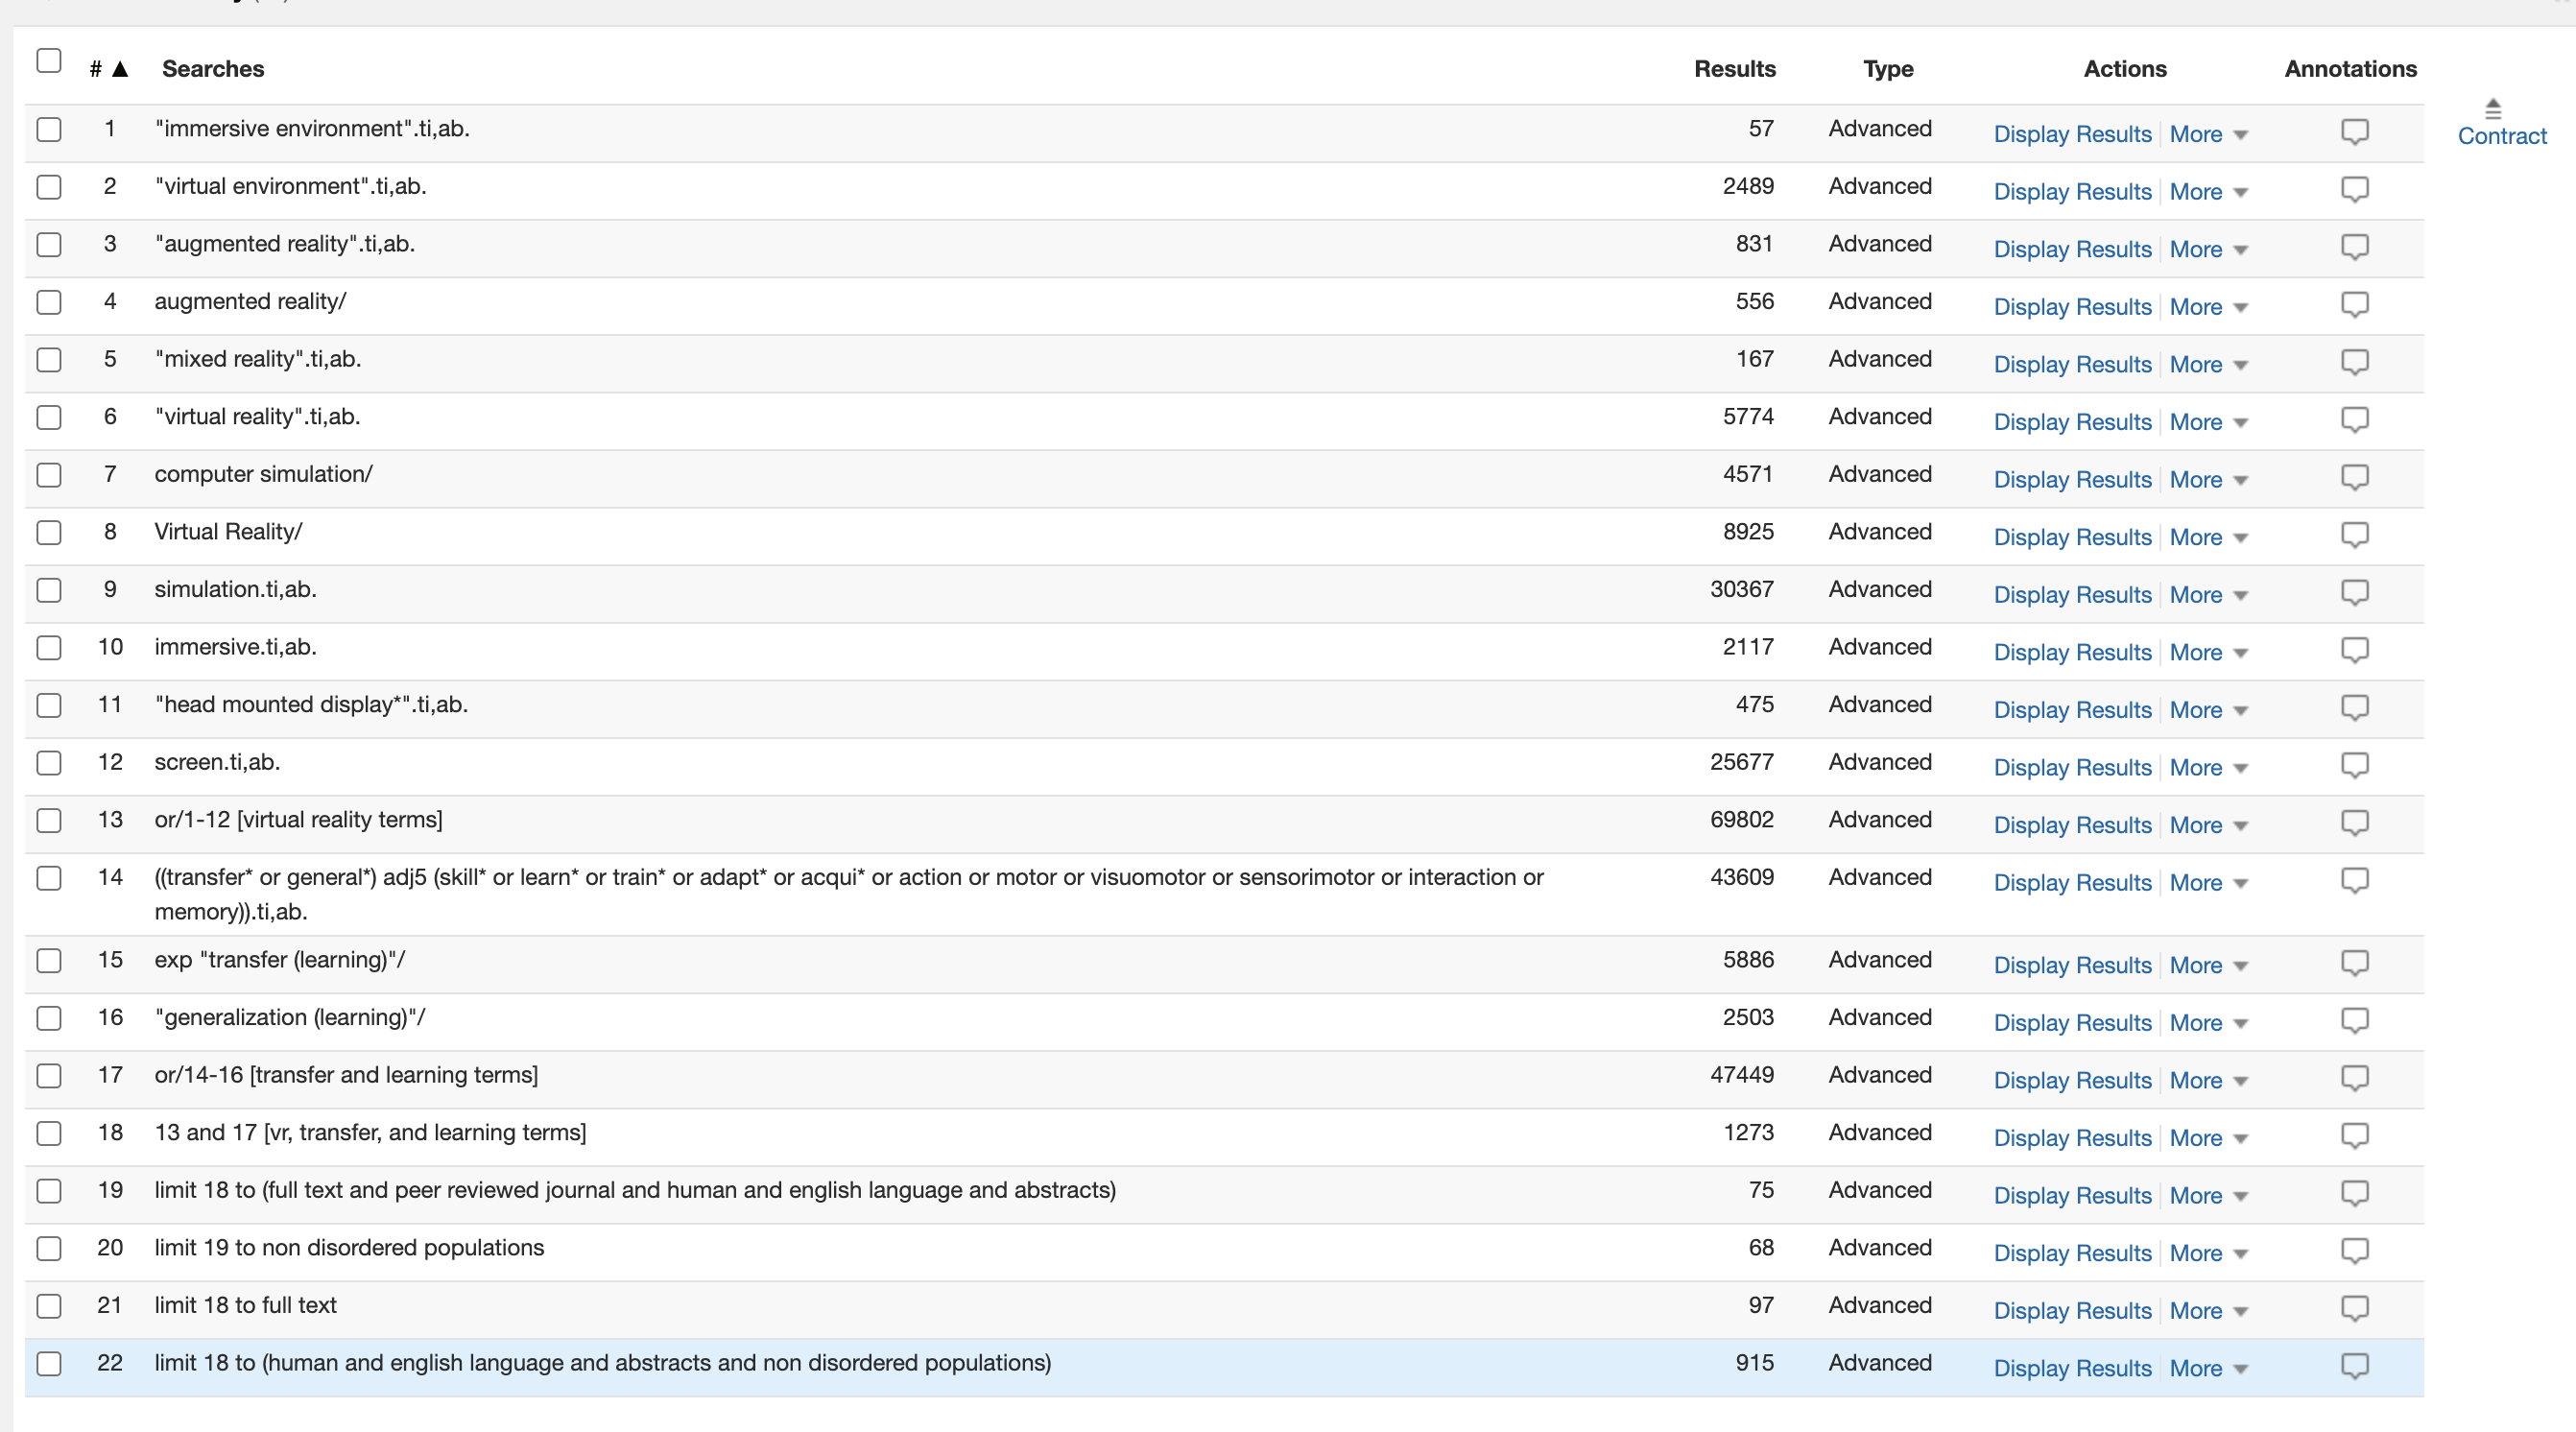 # ▲ Searches Results Type Actions Annotations
Contract
1 "immersive environment".ti,ab. 57 Advanced Display Results More
2 "virtual environment".ti,ab. 2489 Advanced Display Results More
3 "augmented reality".ti,ab. 831 Advanced Display Results More
4 augmented reality/ 556 Advanced Display Results More
5 "mixed reality".ti,ab. 167 Advanced Display Results More
6 "virtual reality".ti,ab. 5774 Advanced Display Results More
7 computer simulation/ 4571 Advanced Display Results More
8 Virtual Reality/ 8925 Advanced Display Results More
9 simulation.ti,ab. 30367 Advanced Display Results More
10 immersive.ti,ab. 2117 Advanced Display Results More
11 "head mounted display*".ti,ab. 475 Advanced Display Results More
12 screen.ti,ab. 25677 Advanced Display Results More
13 or/1-12 [virtual reality terms] 69802 Advanced Display Results More
14 ((transfer* or general*) adj5 (skill* or learn* or train* or adapt* or acqui* or action or motor or visuomotor or sensorimotor or interaction or 43609 Advanced Display Results More
memory)).ti,ab.
15 exp "transfer (learning)"/ 5886 Advanced Display Results More
16 "generalization (learning)"/ 2503 Advanced Display Results More
17 or/14-16 [transfer and learning terms] 47449 Advanced Display Results More
18 13 and 17 [vr, transfer, and learning terms] 1273 Advanced Display Results More
19 limit 18 to (full text and peer reviewed journal and human and english language and abstracts) 75 Advanced Display Results More
20 limit 19 to non disordered populations 68 Advanced Display Results More
21 limit 18 to full text 97 Advanced Display Results More
22 limit 18 to (human and english language and abstracts and non disordered populations) 915 Advanced Display Results More